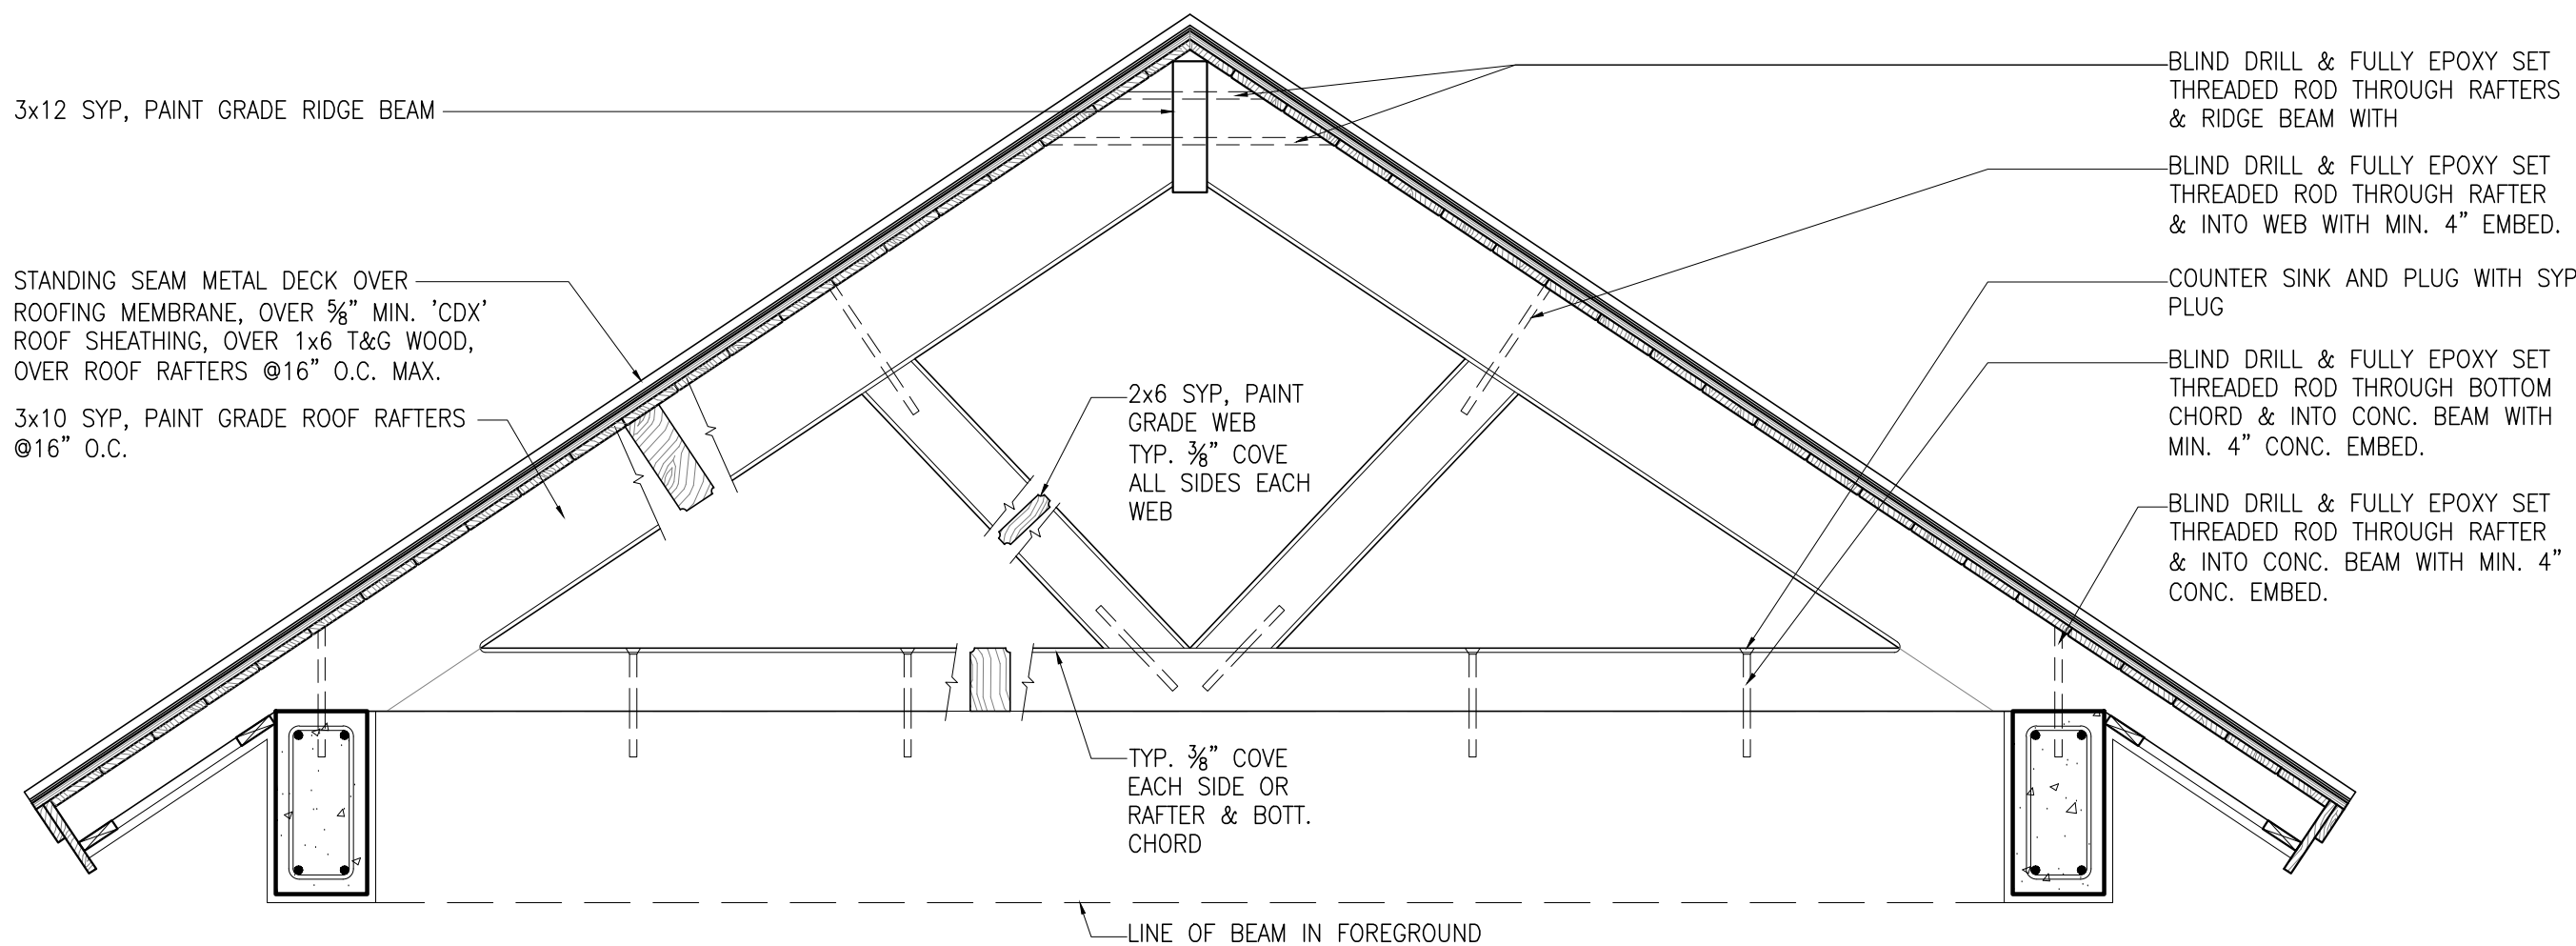 3x12 SYP, PAINT GRADE RIDGE BEAM
STANDING SEAM METAL DECK OVER
ROOFING MEMBRANE, OVER ⅝" MIN. 'CDX'
ROOF SHEATHING, OVER 1x6 T&G WOOD,
OVER ROOF RAFTERS @16" O.C. MAX.
3x10 SYP, PAINT GRADE ROOF RAFTERS
@16" O.C.
2x6 SYP, PAINT
GRADE WEB
TYP. ⅜" COVE
ALL SIDES EACH
WEB
TYP. ⅜" COVE
EACH SIDE OR
RAFTER & BOTT.
CHORD
LINE OF BEAM IN FOREGROUND
BLIND DRILL & FULLY EPOXY SET
THREADED ROD THROUGH RAFTERS
& RIDGE BEAM WITH
BLIND DRILL & FULLY EPOXY SET
THREADED ROD THROUGH RAFTER
& INTO WEB WITH MIN. 4" EMBED.
COUNTER SINK AND PLUG WITH SYP
PLUG
BLIND DRILL & FULLY EPOXY SET
THREADED ROD THROUGH BOTTOM
CHORD & INTO CONC. BEAM WITH
MIN. 4" CONC. EMBED.
BLIND DRILL & FULLY EPOXY SET
THREADED ROD THROUGH RAFTER
& INTO CONC. BEAM WITH MIN. 4"
CONC. EMBED.